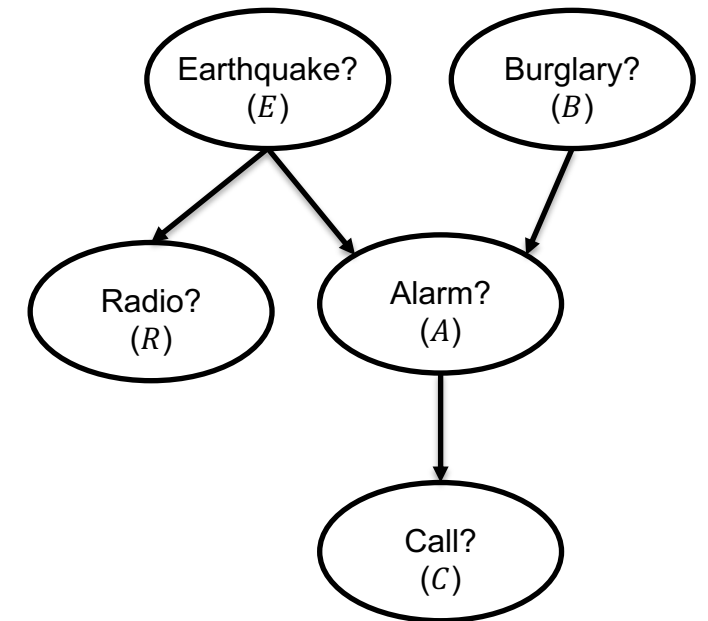 Earthquake?
(E)
Burglary?
(B)
Radio?
(R)
Alarm?
(A)
Call?
(C)